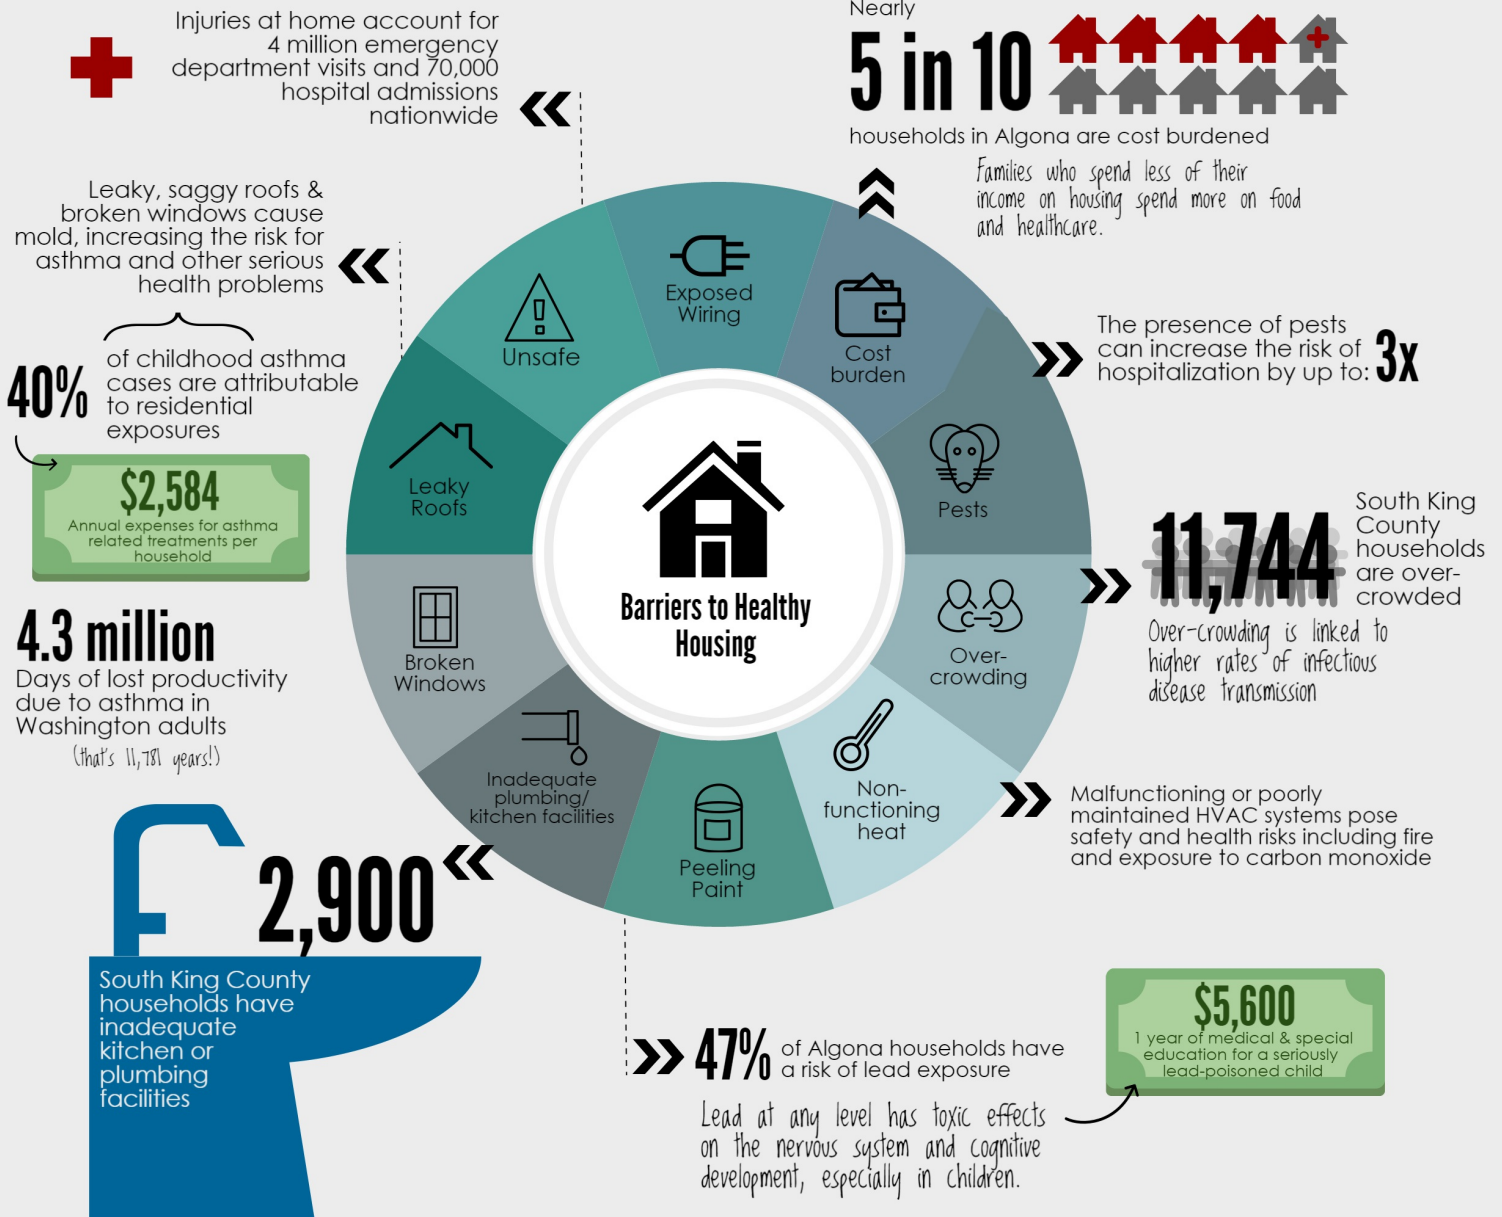 Injuries at home account for
4 million emergency
department visits and 70,000
hospital admissions
nationwide
Nearly
5 in 10
households in Algona are cost burdened
Families who spend less of their
income on housing spend more on food
and healthcare.
Leaky, saggy roofs &
broken windows cause
mold, increasing the risk for
asthma and other serious
health problems
40%
of childhood asthma
cases are attributable
to residential
exposures
$2,584
Annual expenses for asthma
related treatments per
household
4.3 million
Days of lost productivity
due to asthma in
Washington adults
(that's 11,781 years!)
Exposed
Wiring
Cost
burden
Pests
Over-
crowding
Non-
functioning
heat
Peeling
Paint
Inadequate
plumbing/
kitchen facilities
Broken
Windows
Leaky
Roofs
Unsafe
Barriers to Healthy
Housing
The presence of pests
can increase the risk of
hospitalization by up to: 3x
11,744
South King
County
households
are over-
crowded
Over-crowding is linked to
higher rates of infectious
disease transmission
Malfunctioning or poorly
maintained HVAC systems pose
safety and health risks including fire
and exposure to carbon monoxide
2,900
South King County
households have
inadequate
kitchen or
plumbing
facilities
47%
of Algona households have
a risk of lead exposure
Lead at any level has toxic effects
on the nervous system and cognitive
development, especially in children.
$5,600
1 year of medical & special
education for a seriously
lead-poisoned child